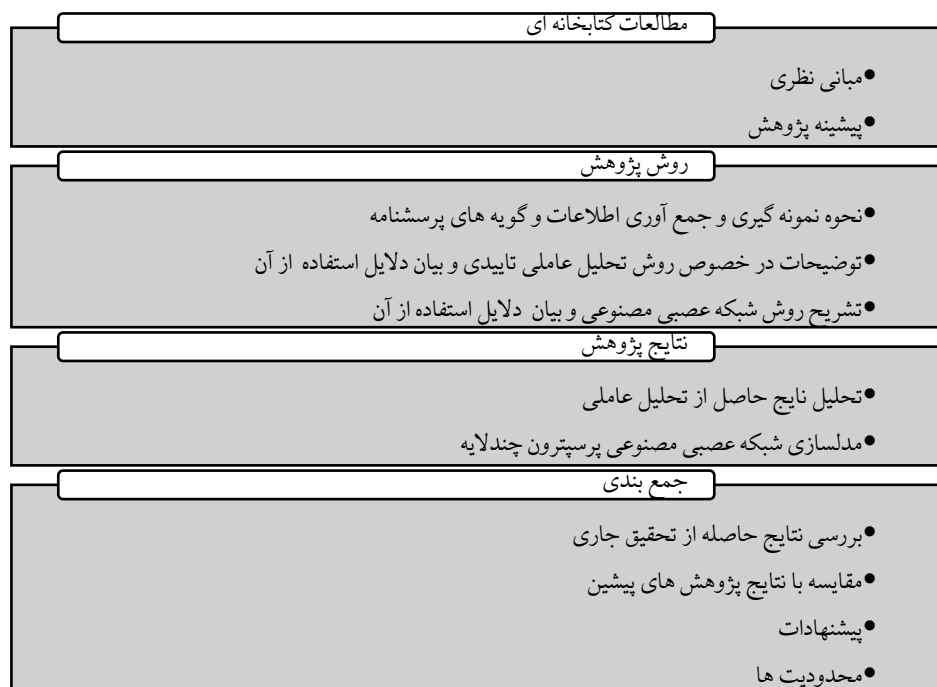 مطالعات کتابخانه ای
•مبانی نظری
•پیشینه پژوهش
روش پژوهش
•نحوه نمونه گیری و جمع آوری اطلاعات و گویه های پرسشنامه
•توضیحات در خصوص روش تحلیل عاملی تاییدی و بیان دلایل استفاده از آن
•تشریح روش شبکه عصبی مصنوعی و بیان دلایل استفاده از آن
نتایج پژوهش
•تحلیل نایج حاصل از تحلیل عاملی
•مدلسازی شبکه عصبی مصنوعی پرسپترون چندلایه
جمع بندی
•بررسی نتایج حاصله از تحقیق جاری
•مقایسه با نتایج پژوهش های پیشین
•پیشنهادات
•محدودیت ها